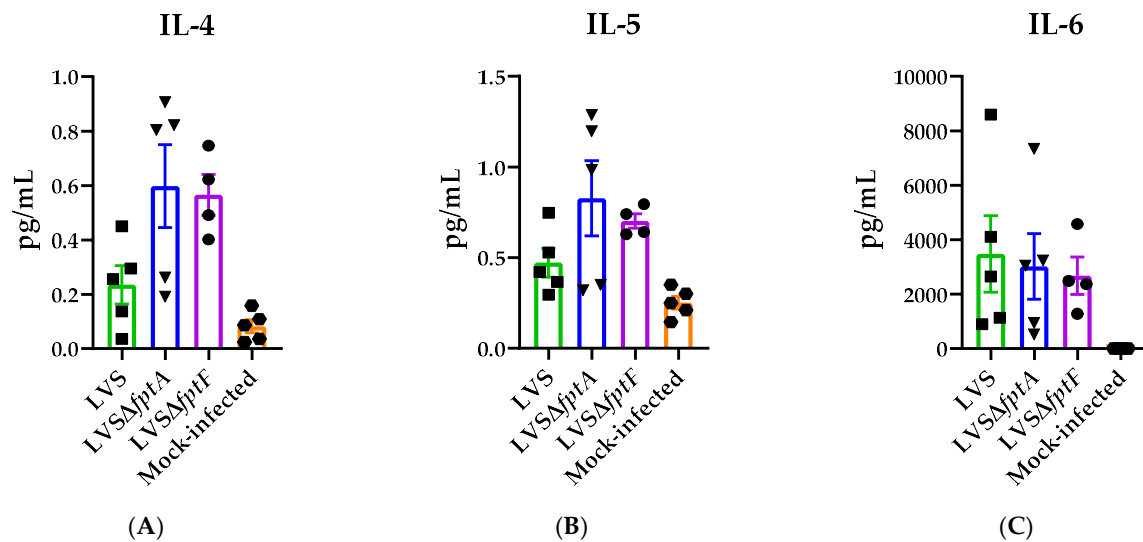 IL-4
1.0
0.8
0.6
0.4
0.2
0.0
pg/mL
LVS
LVSΔfptA
LVSΔfptF
Mock-infected
(A)
IL-5
1.5
1.0
0.5
0.0
pg/mL
LVS
LVSΔfptA
LVSΔfptF
Mock-infected
(B)
IL-6
10000
8000
6000
4000
2000
0
pg/mL
LVS
LVSΔfptA
LVSΔfptF
Mock-infected
(C)